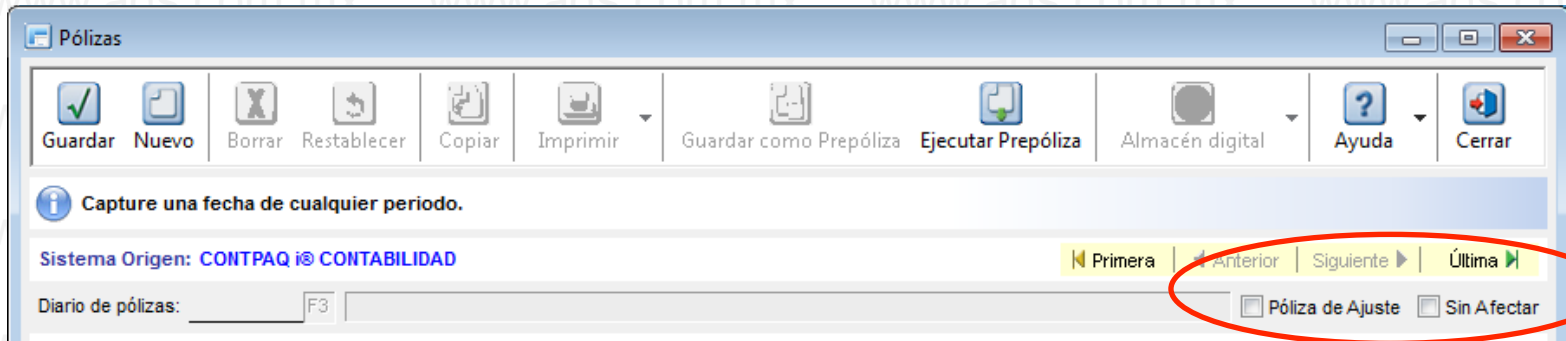 Pólizas
Guardar Nuevo Borrar Restablecer Copiar Imprimir Guardar como Prepóliza Ejecutar Prepóliza Almacén digital Ayuda Cerrar
Capture una fecha de cualquier periodo.
Sistema Origen: CONTPAQ i® CONTABILIDAD Primera Anterior Siguiente Última
Diario de pólizas: F3 Póliza de Ajuste Sin Afectar